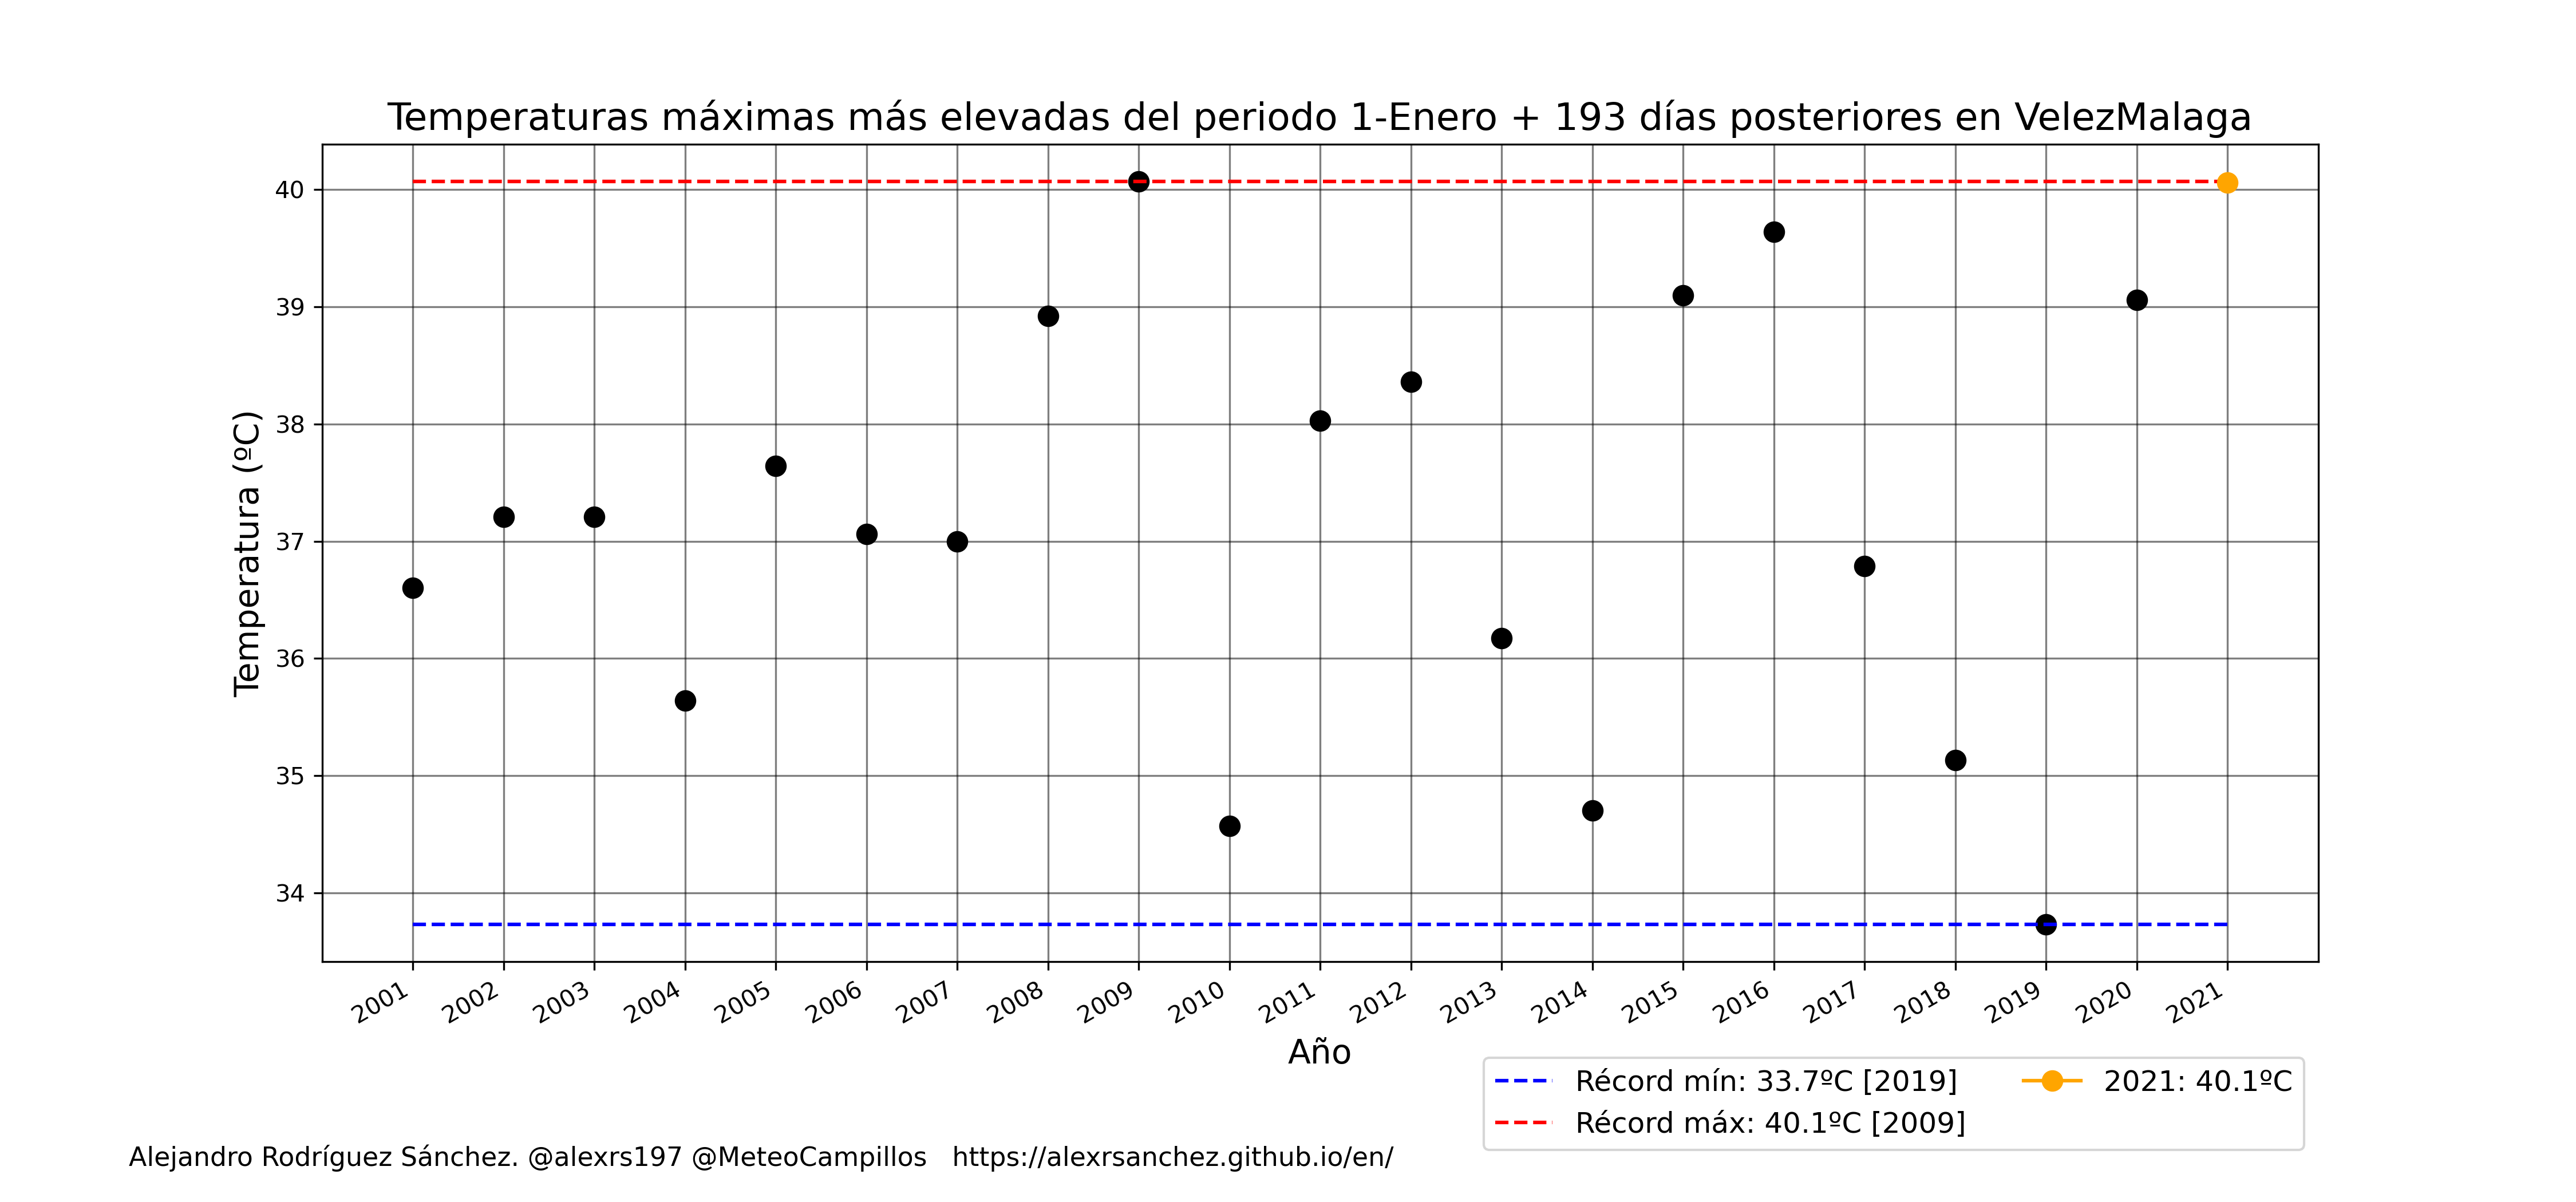 Temperaturas máximas más elevadas del periodo 1-Enero + 193 días posteriores en VelezMalaga
Temperatura (ºC)
40
39
38
37
36
35
34
2001 2002 2003 2004 2005 2006 2007 2008 2009 2010 2011 2012 2013 2014 2015 2016 2017 2018 2019 2020 2021
Año
Récord mín: 33.7ºC [2019]
Récord máx: 40.1ºC [2009]
2021: 40.1ºC
Alejandro Rodríguez Sánchez. @alexrs197 @MeteoCampillos https://alexrsanchez.github.io/en/